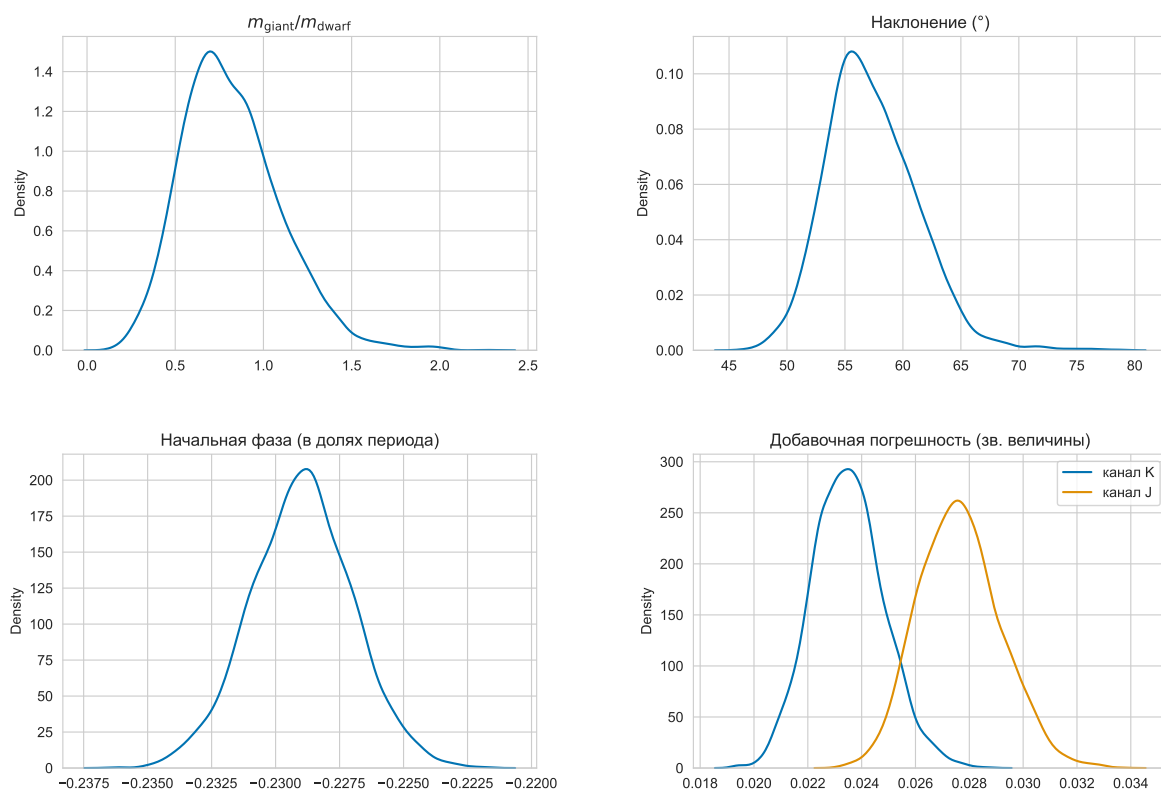 m_giant/m_dwarf
Density
1.4
1.2
1.0
0.8
0.6
0.4
0.2
0.0
0.0 0.5 1.0 1.5 2.0 2.5
Наклонение (°)
Density
0.10
0.08
0.06
0.04
0.02
0.00
45 50 55 60 65 70 75 80
Начальная фаза (в долях периода)
Density
200
175
150
125
100
75
50
25
0
−0.2375 −0.2350 −0.2325 −0.2300 −0.2275 −0.2250 −0.2225 −0.2200
Добавочная погрешность (зв. величины)
канал K
канал J
Density
300
250
200
150
100
50
0
0.018 0.020 0.022 0.024 0.026 0.028 0.030 0.032 0.034